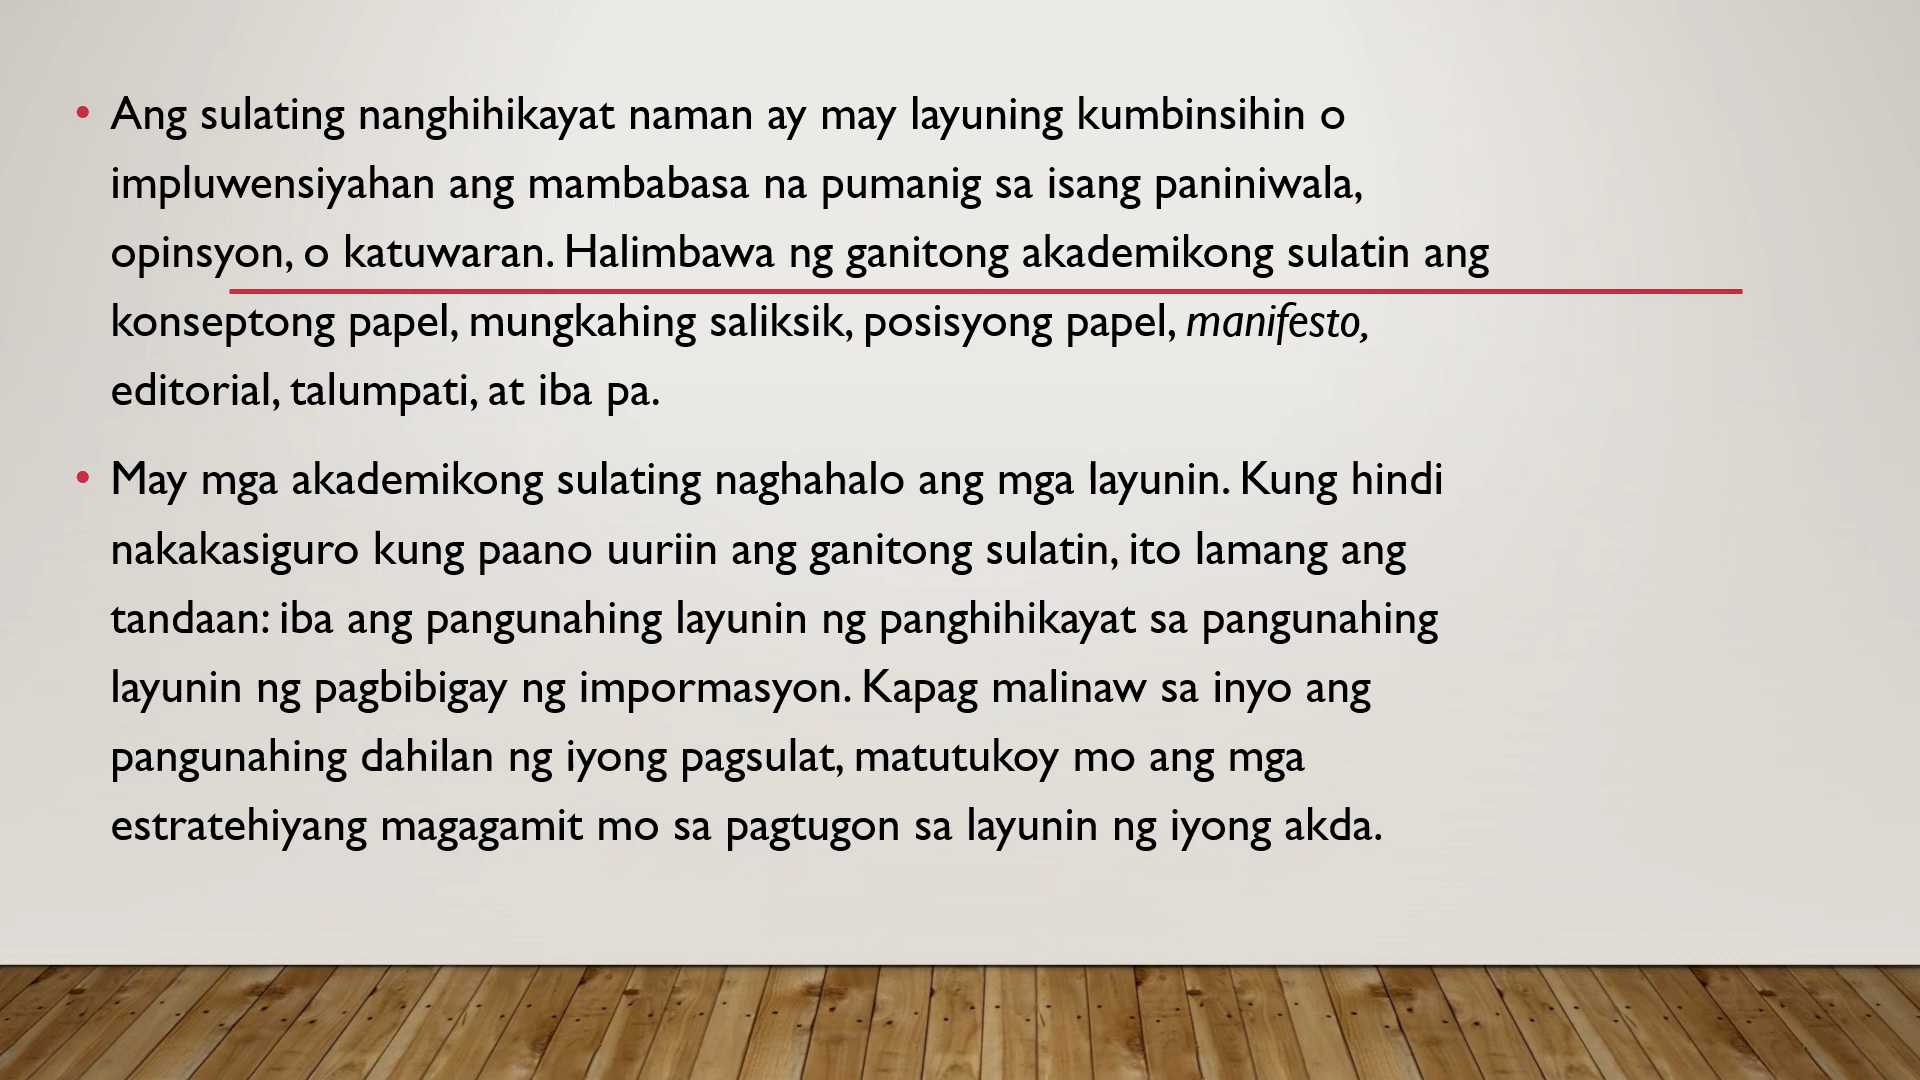 • Ang sulating nanghihikayat naman ay may layuning kumbinsihin o
impluwensiyahan ang mambabasa na pumanig sa isang paniniwala,
opinsyon, o katuwaran. Halimbawa ng ganitong akademikong sulatin ang
konseptong papel, mungkahing saliksik, posisyong papel, manifesto,
editorial, talumpati, at iba pa.
• May mga akademikong sulating naghahalo ang mga layunin. Kung hindi
nakakasiguro kung paano uuriin ang ganitong sulatin, ito lamang ang
tandaan: iba ang pangunahing layunin ng panghihikayat sa pangunahing
layunin ng pagbibigay ng impormasyon. Kapag malinaw sa inyo ang
pangunahing dahilan ng iyong pagsulat, matutukoy mo ang mga
estratehiyang magagamit mo sa pagtugon sa layunin ng iyong akda.